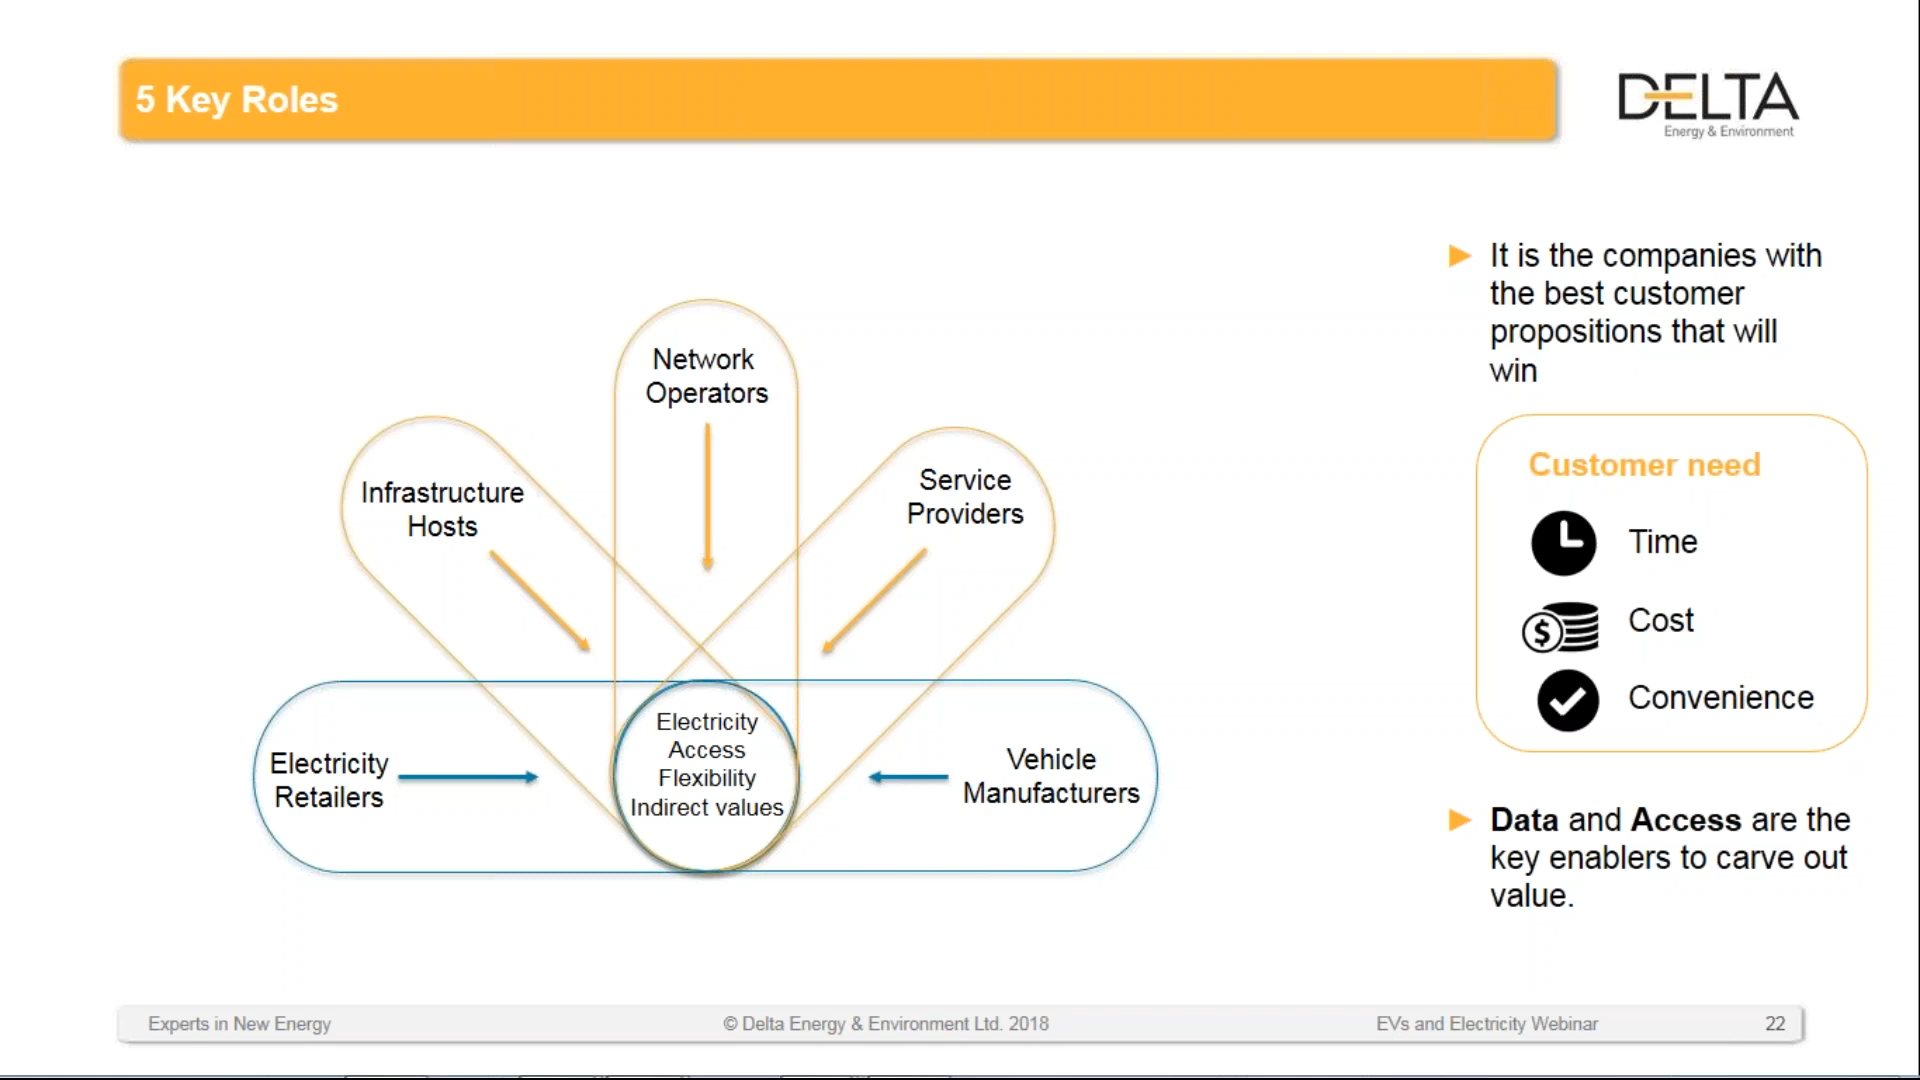 5 Key Roles
DELTA
Energy & Environment
Network
Operators
Infrastructure
Hosts
Service
Providers
Electricity
Retailers
Electricity
Access
Flexibility
Indirect values
Vehicle
Manufacturers
It is the companies with
the best customer
propositions that will
win
Customer need
Time
$
Cost
Convenience
Data and Access are the
key enablers to carve out
value.
Experts in New Energy
© Delta Energy & Environment Ltd. 2018
EVs and Electricity Webinar
22